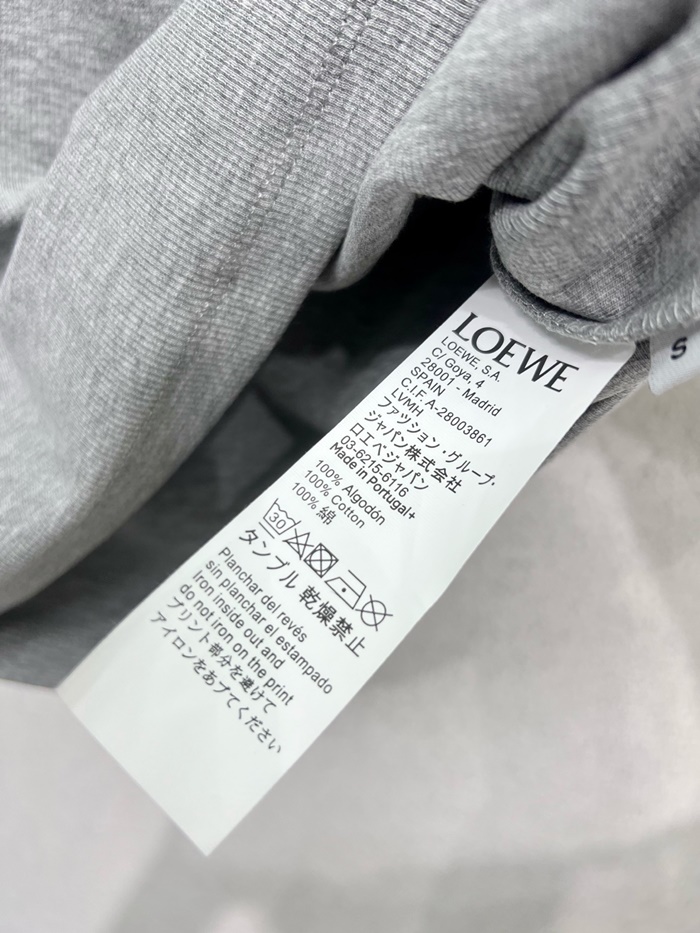 LOEWE
LOEWE, S.A.
C/ Goya, 4
28001 - Madrid
SPAIN
C.I.F. A-28003861
LVMH
ファッション・グループ・
ジャパン株式会社
ロエベジャパン
03-6215-6116
Made in Portugal+
100% Algodón
100% Cotton
100% 綿
30
タンブル 乾燥禁止
Planchar del revés
sin planchar el estampado
Iron inside out and
do not iron on the print
プリント部分を避けて
アイロンをあてください
S